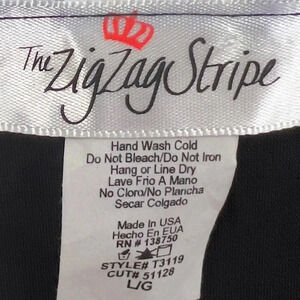 The ZigZag Stripe
Hand Wash Cold
Do Not Bleach/Do Not Iron
Hang or Line Dry
Lave Frio A Mano
No Cloro/No Plancha
Secar Colgado
Made In USA
Hecho En EUA
RN # 138750
STYLE# T3119
CUT# 51128
L/G